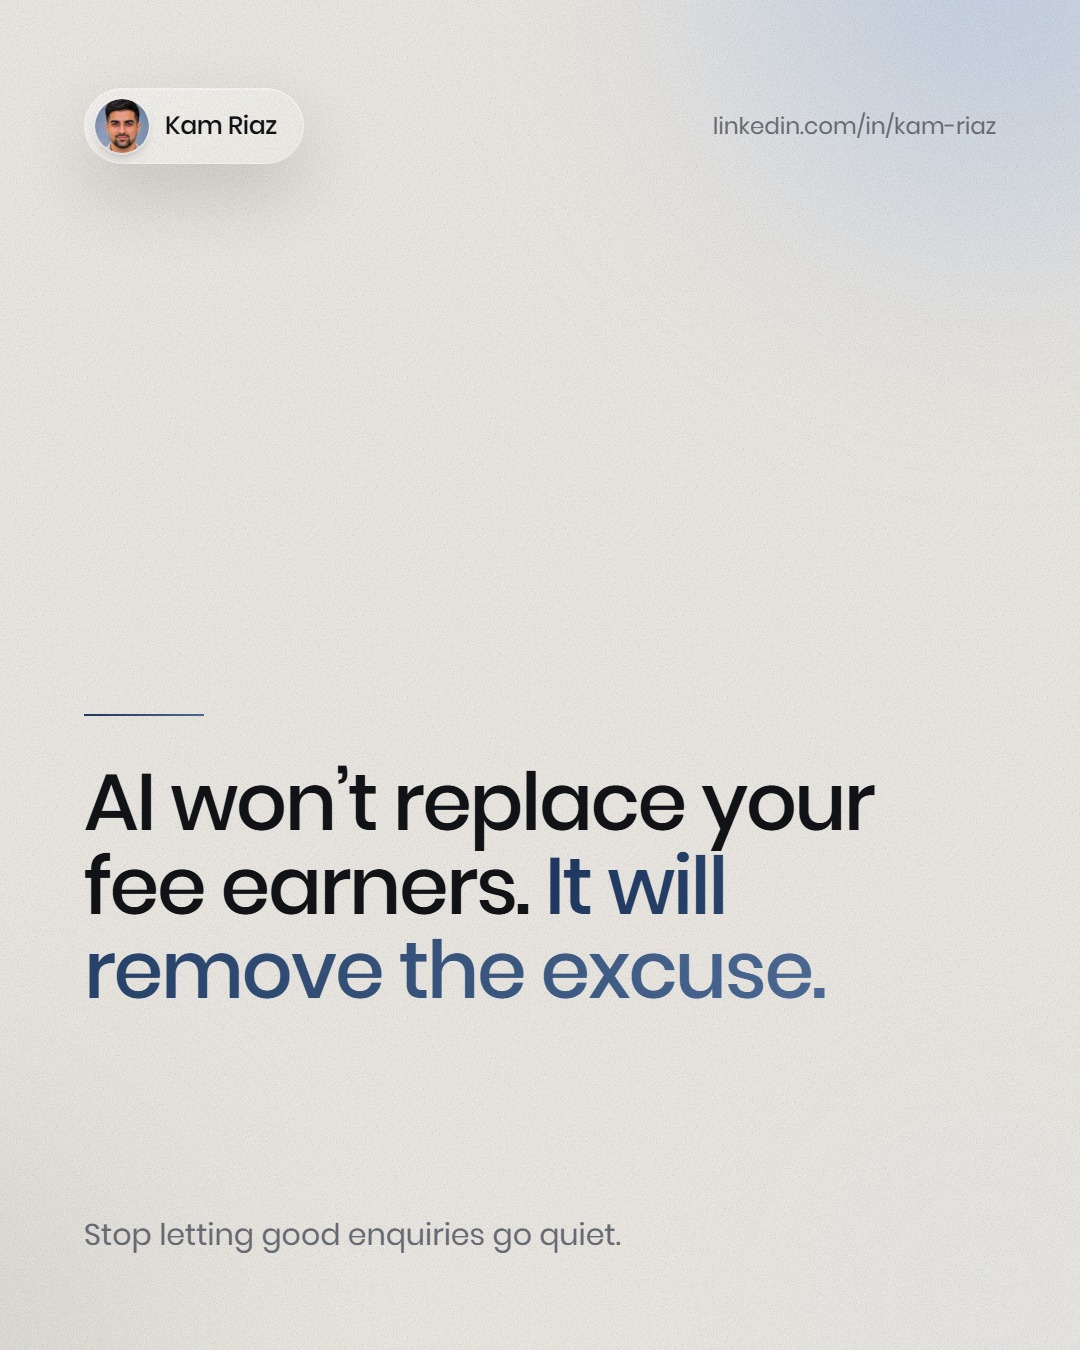 Kam Riaz
linkedin.com/in/kam-riaz
AI won’t replace your
fee earners. It will
remove the excuse.
Stop letting good enquiries go quiet.